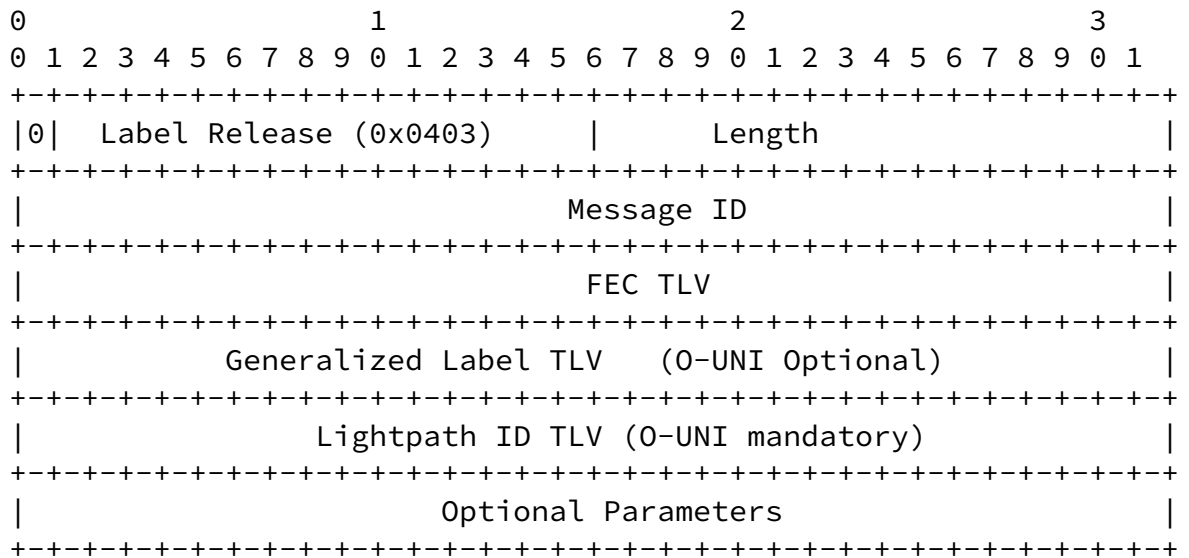 0                   1                   2                   3
0 1 2 3 4 5 6 7 8 9 0 1 2 3 4 5 6 7 8 9 0 1 2 3 4 5 6 7 8 9 0 1
+-+-+-+-+-+-+-+-+-+-+-+-+-+-+-+-+-+-+-+-+-+-+-+-+-+-+-+-+-+-+-+-+
|0|  Label Release (0x0403)     |      Length                   |
+-+-+-+-+-+-+-+-+-+-+-+-+-+-+-+-+-+-+-+-+-+-+-+-+-+-+-+-+-+-+-+-+
|                              Message ID                       |
+-+-+-+-+-+-+-+-+-+-+-+-+-+-+-+-+-+-+-+-+-+-+-+-+-+-+-+-+-+-+-+-+
|                               FEC TLV                         |
+-+-+-+-+-+-+-+-+-+-+-+-+-+-+-+-+-+-+-+-+-+-+-+-+-+-+-+-+-+-+-+-+
|           Generalized Label TLV   (O-UNI Optional)            |
+-+-+-+-+-+-+-+-+-+-+-+-+-+-+-+-+-+-+-+-+-+-+-+-+-+-+-+-+-+-+-+-+
|                Lightpath ID TLV (O-UNI mandatory)             |
+-+-+-+-+-+-+-+-+-+-+-+-+-+-+-+-+-+-+-+-+-+-+-+-+-+-+-+-+-+-+-+-+
|                       Optional Parameters                     |
+-+-+-+-+-+-+-+-+-+-+-+-+-+-+-+-+-+-+-+-+-+-+-+-+-+-+-+-+-+-+-+-+